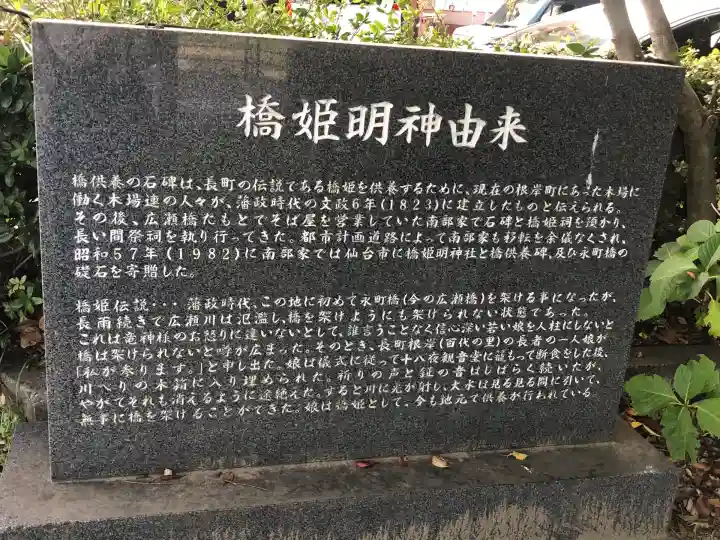 橋姫明神由来
橋供養の石碑は、長町の伝説である橋姫を供養するために、現在の根岸町にあった木場に
働く木場連の人々が、藩政時代の文政6年(1823)に建立したものと伝えられる。
その後、広瀬橋たもとでそば屋を営業していた南部家で石碑と橋姫祠を預かり、
長い間祭祠を執り行ってきた。都市計画道路によって南部家も移転を余儀なくされ、
昭和57年(1982)に南部家では仙台市に橋姫明神社と橋供養碑、及び永町橋の
礎石を寄贈した。
橋姫伝説・・・藩政時代、この地に初めて永町橋(今の広瀬橋)を架ける事になったが、
長雨続きで広瀬川は氾濫し、橋を架けようにも架けられない状態であった。
これは竜神様のお怒りに違いないとして、誰言うことなく信心深い若い娘を人柱にしないと
橋は架けられないと噂が広まった。そのとき、長町根岸(百代の里)の長者の一人娘が
「私が参ります。」と申し出た。娘は儀式に従って十八夜観音堂に籠もって断食をした後、
川べりの木箱に入り埋められた。祈りの声と鉦の音はしばらく続いたが、
やがてそれも消えるように途絶えた。すると川に光が射し、大水は見る見る間に引いて、
無事に橋を架けることができた。娘は橋姫として、今も地元で供養が行われている